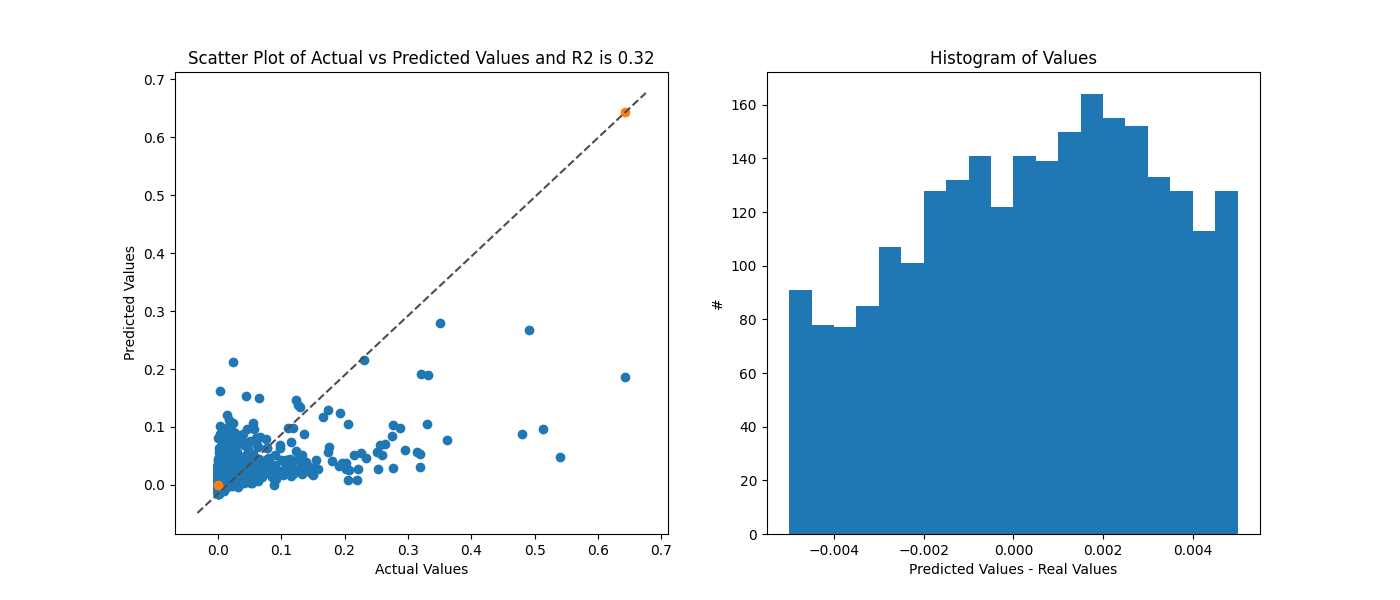 Scatter Plot of Actual vs Predicted Values and R2 is 0.32
0.7
0.6
0.5
0.4
0.3
0.2
0.1
0.0
Predicted Values
0.0 0.1 0.2 0.3 0.4 0.5 0.6 0.7
Actual Values
Histogram of Values
160
140
120
100
80
60
40
20
0
#
−0.004 −0.002 0.000 0.002 0.004
Predicted Values - Real Values